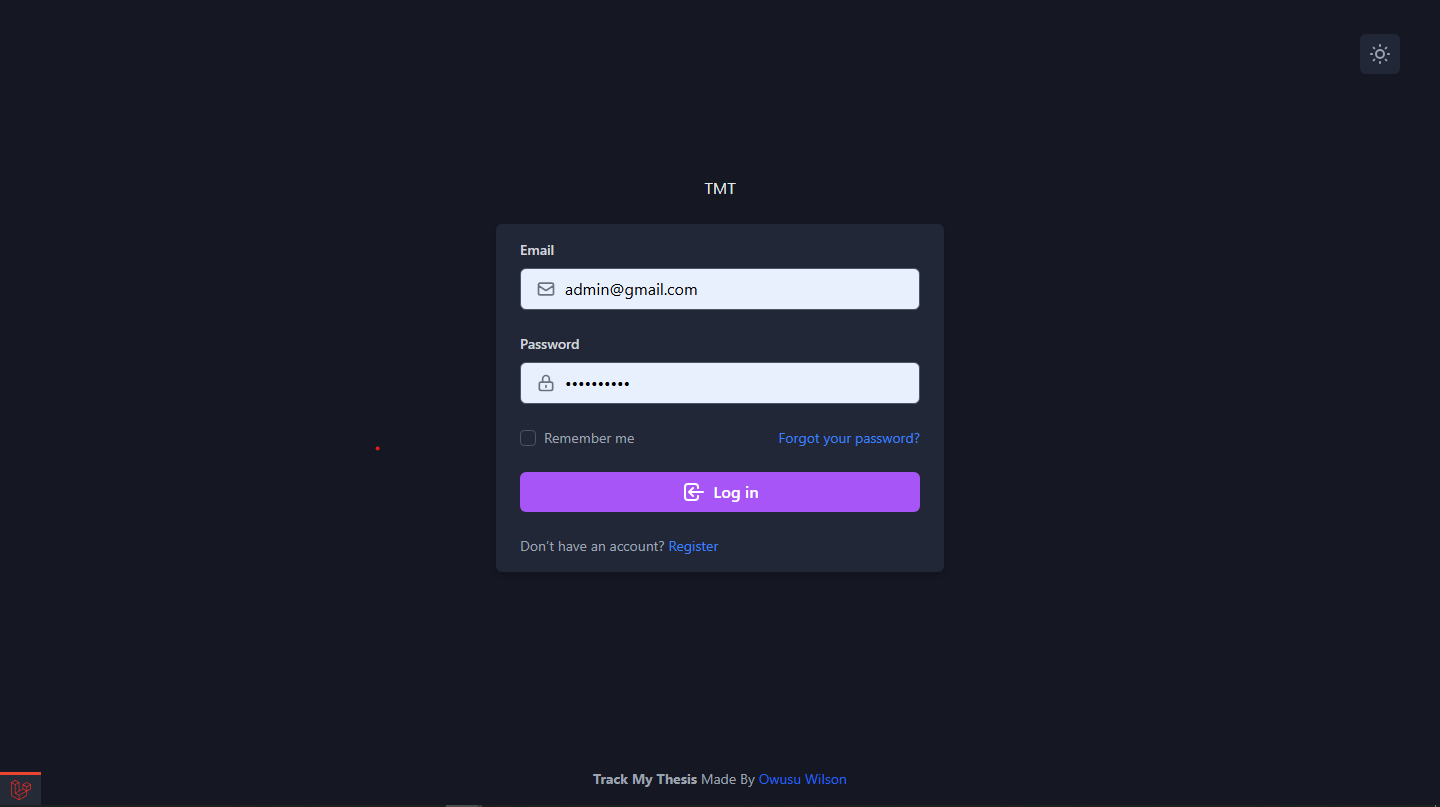 TMT
Email
admin@gmail.com
Password
••••••••••
Remember me
Forgot your password?
Log in
Don't have an account? Register
Track My Thesis Made By Owusu Wilson